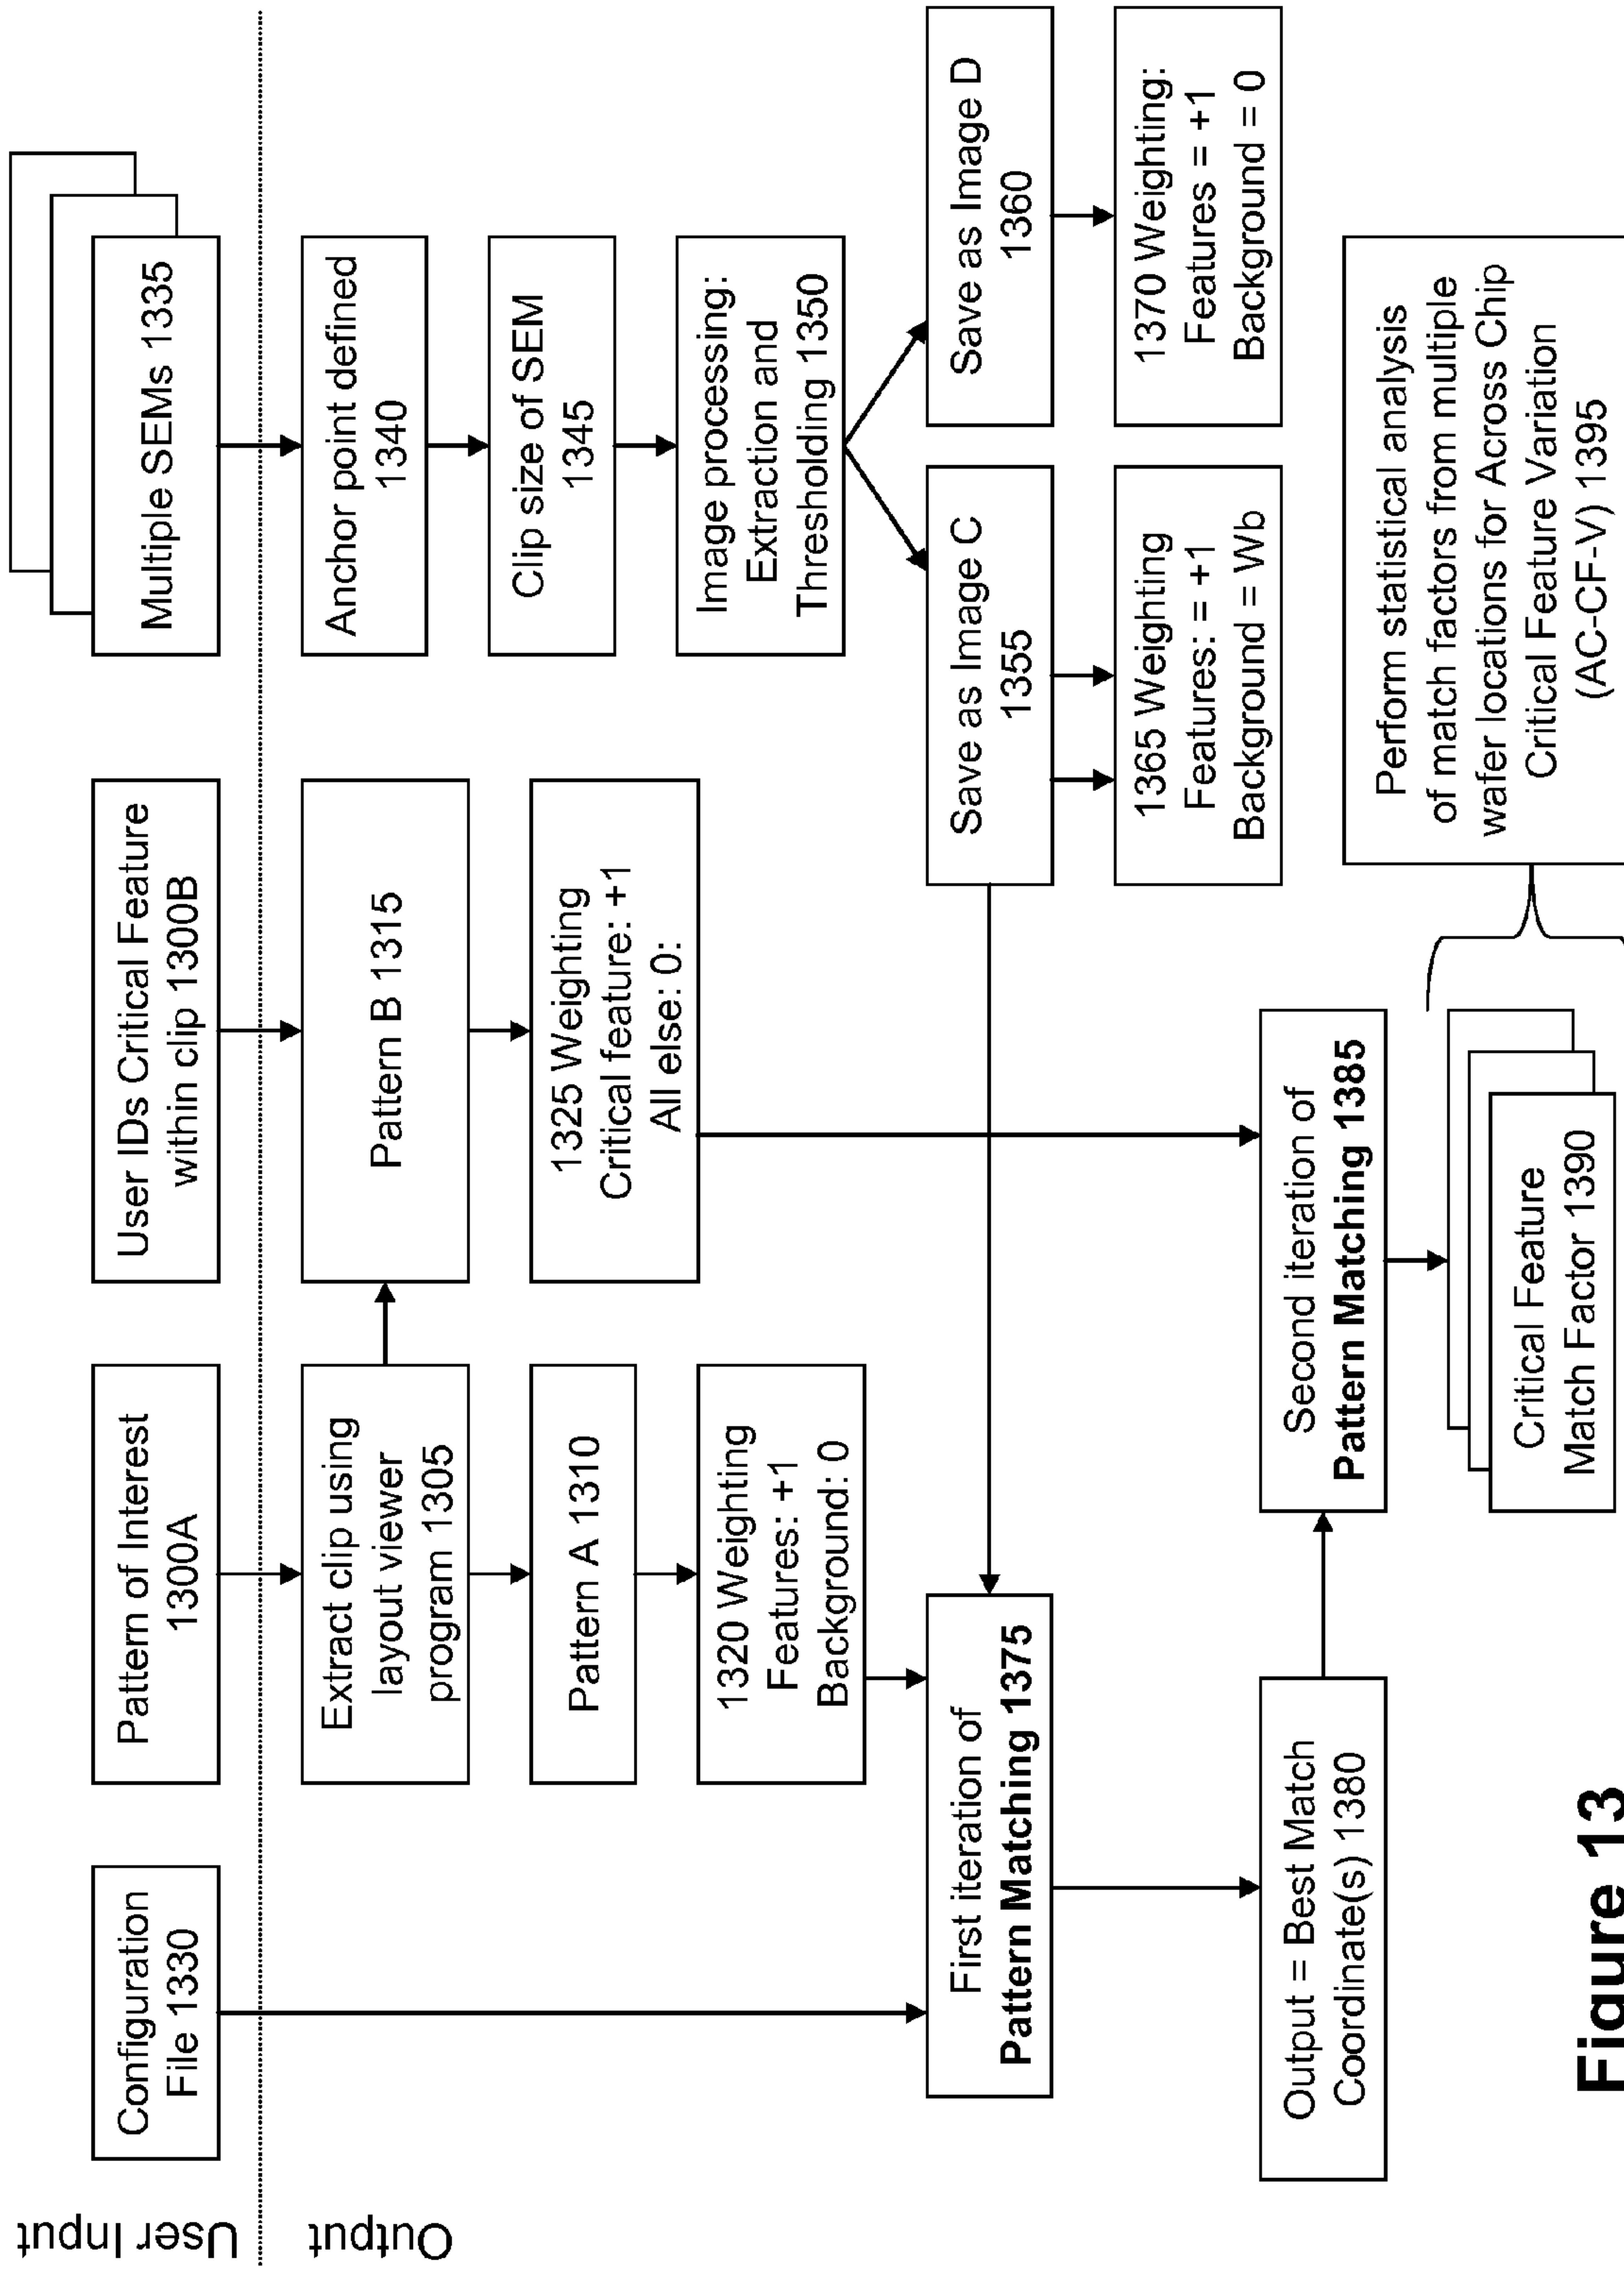 User Input
Configuration
File 1330
Pattern of Interest
1300A
User IDs Critical Feature
within clip 1300B
Multiple SEMs 1335
Output
Extract clip using
layout viewer
program 1305
Pattern B 1315
Anchor point defined
1340
Pattern A 1310
1325 Weighting
Critical feature: +1
All else: 0:
Clip size of SEM
1345
1320 Weighting
Features: +1
Background: 0
Image processing:
Extraction and
Thresholding 1350
First iteration of
Pattern Matching 1375
Save as Image C
1355
Save as Image D
1360
1365 Weighting
Features: = +1
Background = Wb
1370 Weighting:
Features = +1
Background = 0
Output = Best Match
Coordinate(s) 1380
Second iteration of
Pattern Matching 1385
Critical Feature
Match Factor 1390
Perform statistical analysis
of match factors from multiple
wafer locations for Across Chip
Critical Feature Variation
(AC-CF-V) 1395
Figure 13